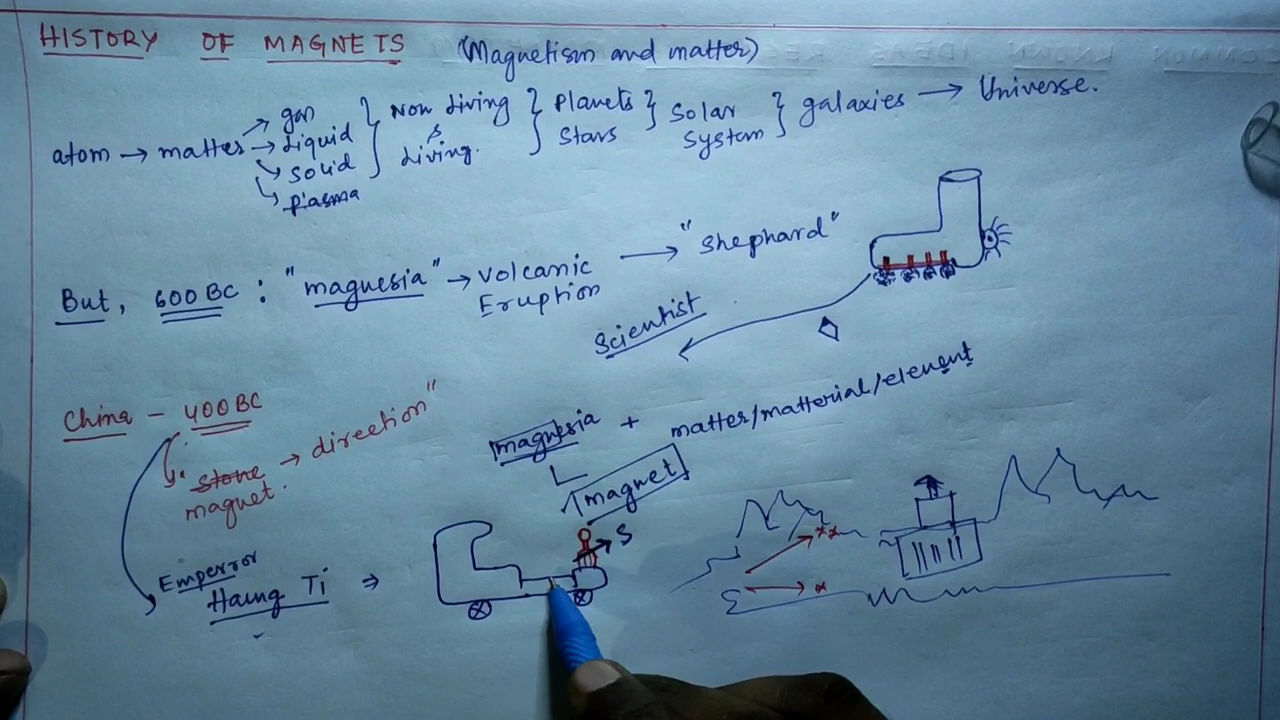 HISTORY OF MAGNETS (Magnetism and matter)
atom → matter → gas } Non living } Planets } Solar } galaxies → Universe.
→ Liquid & living. Stars System
→ solid
→ plasma
But, 600 BC : "magnesia" → volcanic Eruption → "Shephard"
Scientist
China - 400 BC
stone → direction"
magnet.
magnesia + matter/matterial/element
magnet
S
Emperror
Haung Ti ⇒